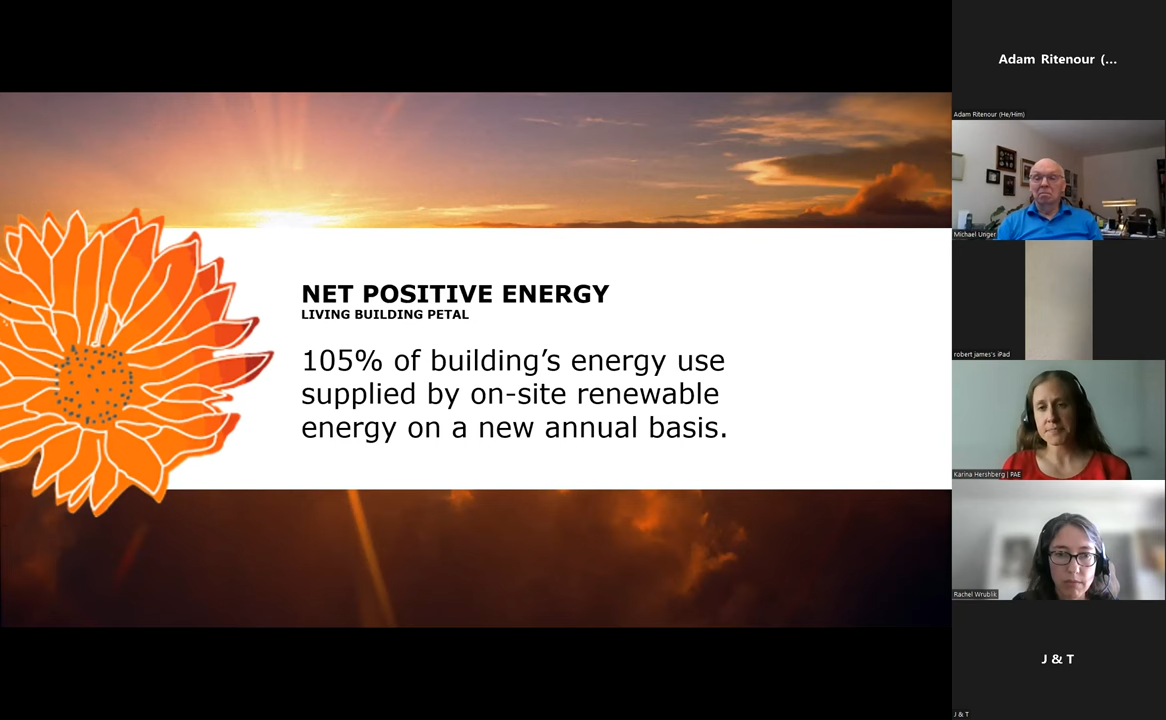 NET POSITIVE ENERGY
LIVING BUILDING PETAL
105% of building’s energy use
supplied by on-site renewable
energy on a new annual basis.
Adam Ritenour (...
Adam Ritenour (He/Him)
Michael Unger
robert james's iPad
Karina Hershberg | PAE
Rachel Wrublik
J & T
J & T